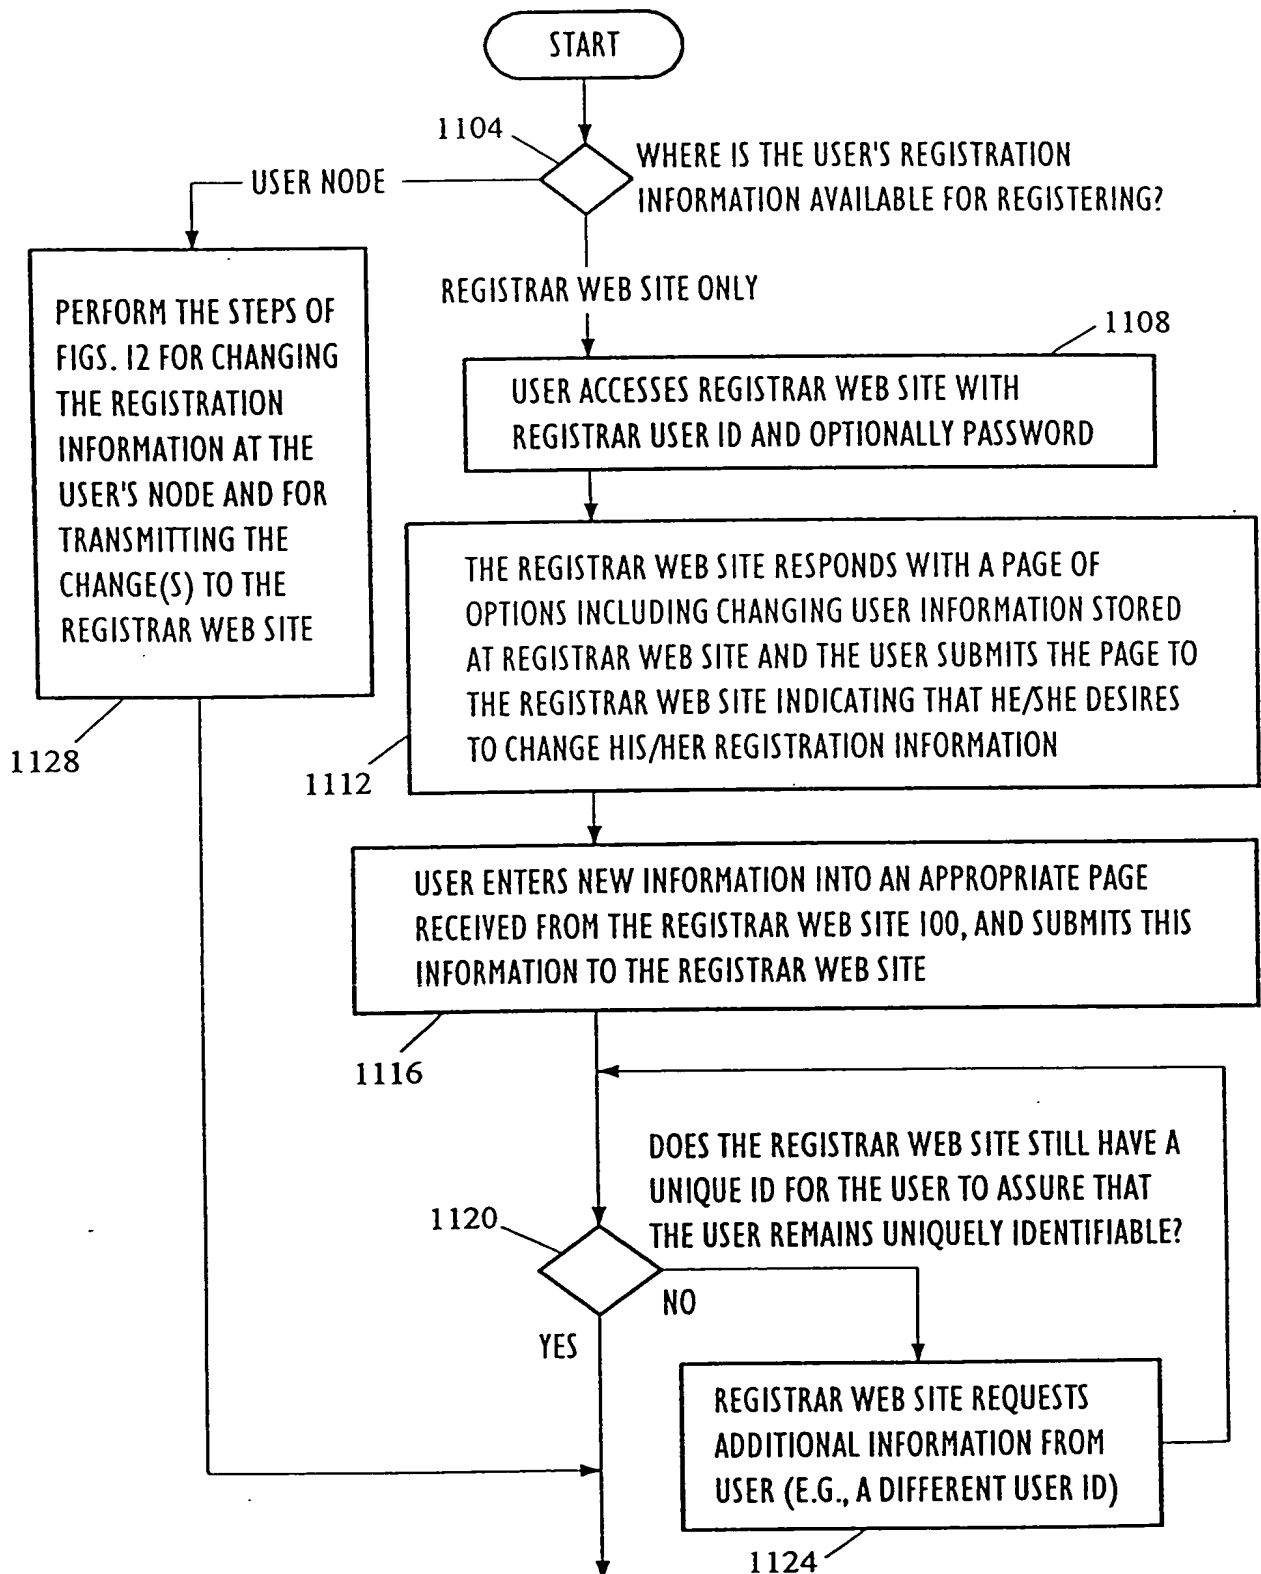 START
1104
WHERE IS THE USER'S REGISTRATION
INFORMATION AVAILABLE FOR REGISTERING?
USER NODE
REGISTRAR WEB SITE ONLY
PERFORM THE STEPS OF
FIGS. 12 FOR CHANGING
THE REGISTRATION
INFORMATION AT THE
USER'S NODE AND FOR
TRANSMITTING THE
CHANGE(S) TO THE
REGISTRAR WEB SITE
1128
1108
USER ACCESSES REGISTRAR WEB SITE WITH
REGISTRAR USER ID AND OPTIONALLY PASSWORD
THE REGISTRAR WEB SITE RESPONDS WITH A PAGE OF
OPTIONS INCLUDING CHANGING USER INFORMATION STORED
AT REGISTRAR WEB SITE AND THE USER SUBMITS THE PAGE TO
THE REGISTRAR WEB SITE INDICATING THAT HE/SHE DESIRES
TO CHANGE HIS/HER REGISTRATION INFORMATION
1112
USER ENTERS NEW INFORMATION INTO AN APPROPRIATE PAGE
RECEIVED FROM THE REGISTRAR WEB SITE 100, AND SUBMITS THIS
INFORMATION TO THE REGISTRAR WEB SITE
1116
DOES THE REGISTRAR WEB SITE STILL HAVE A
UNIQUE ID FOR THE USER TO ASSURE THAT
THE USER REMAINS UNIQUELY IDENTIFIABLE?
1120
NO
YES
REGISTRAR WEB SITE REQUESTS
ADDITIONAL INFORMATION FROM
USER (E.G., A DIFFERENT USER ID)
1124